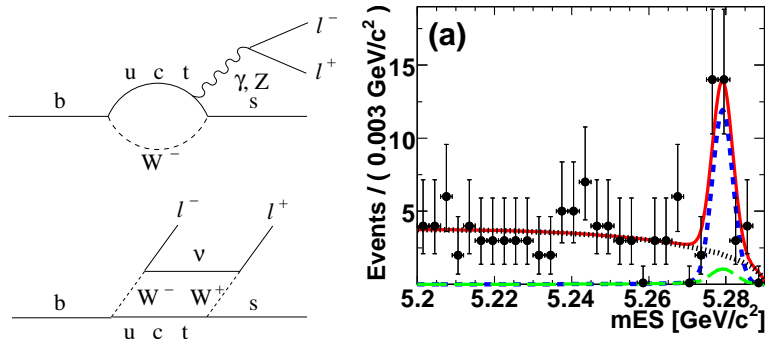 l −
l +
u c t
γ, Z
b
s
W −
l −
l +
ν
b
W − W +
s
u c t
(a)
Events / ( 0.003 GeV/c²)
15
10
5
0
5.2 5.22 5.24 5.26 5.28
mES [GeV/c²]